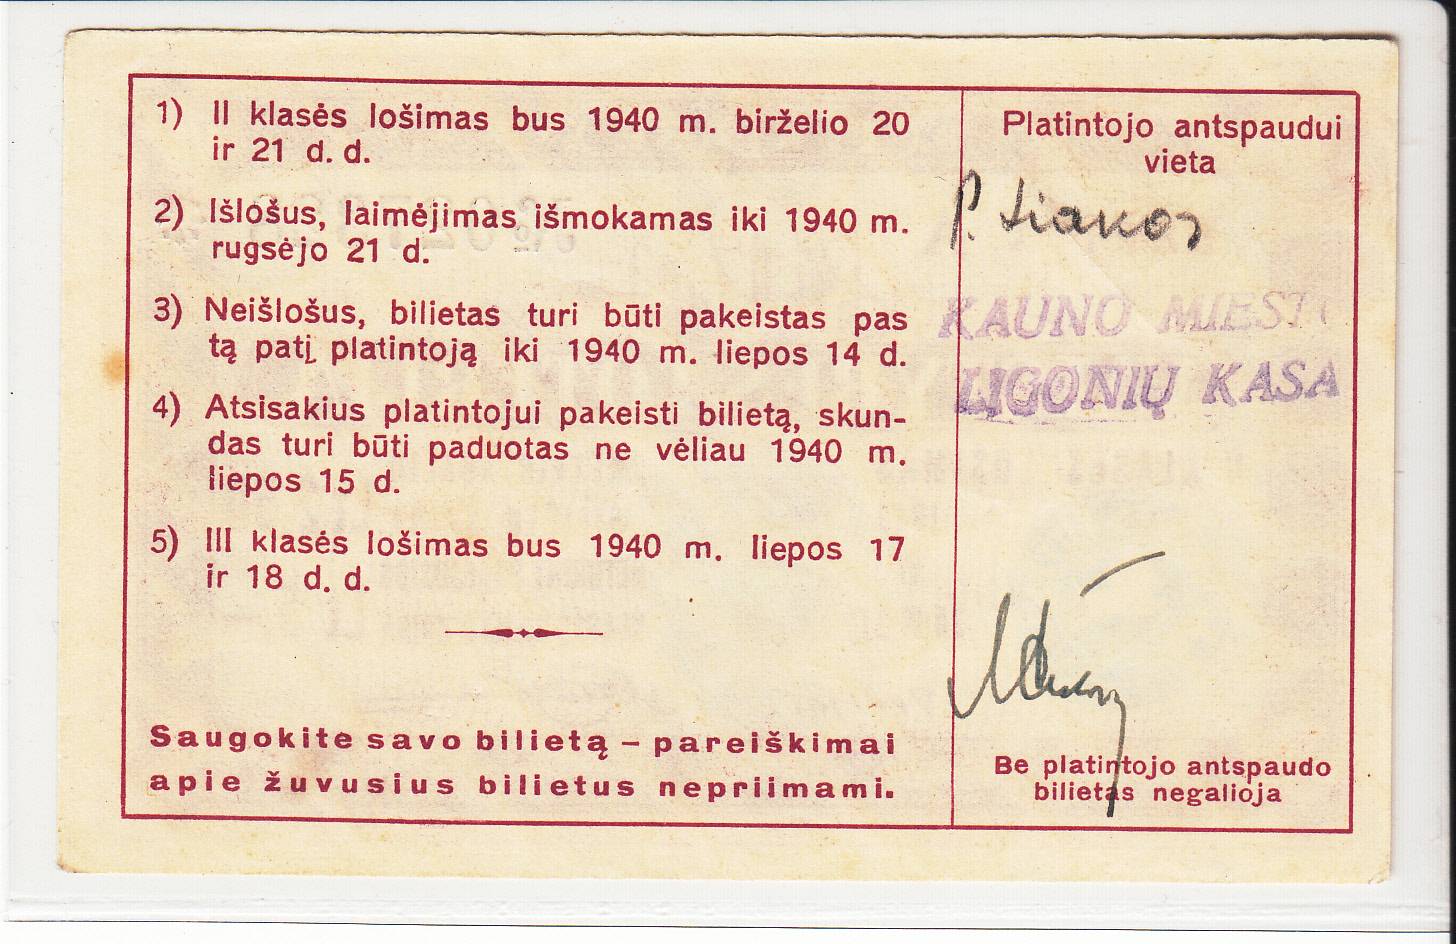 1) II klasės lošimas bus 1940 m. birželio 20
ir 21 d. d.
2) Išlošus, laimėjimas išmokamas iki 1940 m.
rugsėjo 21 d.
3) Neišlošus, bilietas turi būti pakeistas pas
tą patį platintoją iki 1940 m. liepos 14 d.
4) Atsisakius platintojui pakeisti bilietą, skun-
das turi būti paduotas ne vėliau 1940 m.
liepos 15 d.
5) III klasės lošimas bus 1940 m. liepos 17
ir 18 d. d.
Saugokite savo bilietą – pareiškimai
apie žuvusius bilietus nepriimami.
Platintojo antspaudui
vieta
P.
KAUNO MIESTO
LIGONIŲ KASA
Be platintojo antspaudo
bilietas negalioja